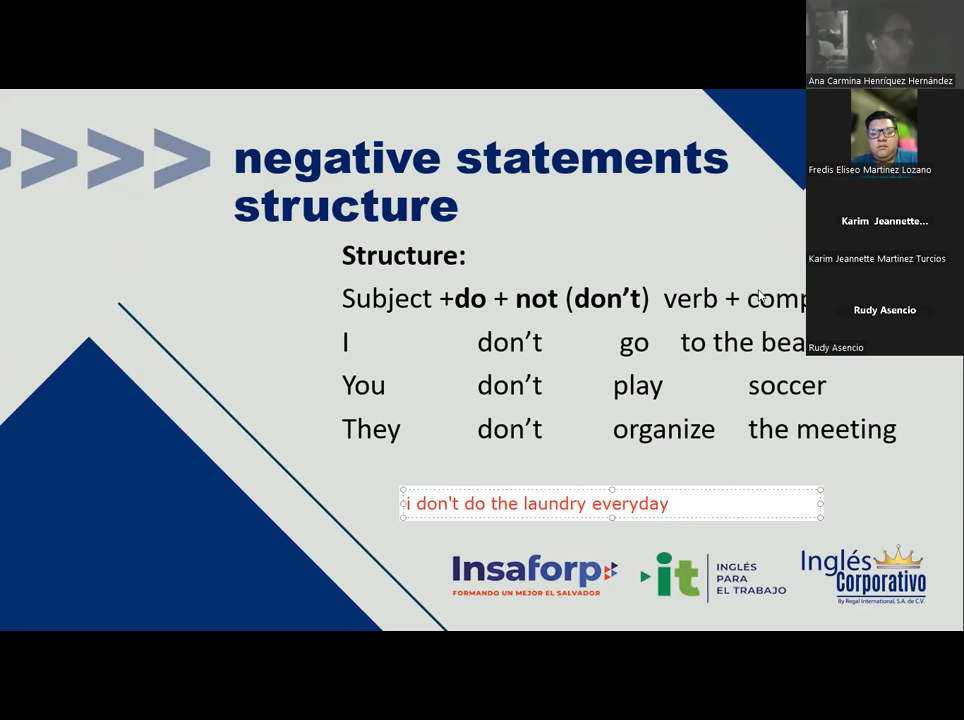 negative statements
structure
Structure:
Subject +do + not (don't) verb + comp
I don't go to the bea
You don't play soccer
They don't organize the meeting
i don't do the laundry everyday
Insaforp
FORMANDO UN MEJOR EL SALVADOR
it INGLÉS
PARA
EL TRABAJO
Inglés
Corporativo
By Regal International, S.A. de C.V.
Ana Carmina Henríquez Hernández
Fredis Eliseo Martinez Lozano
Karim Jeannette...
Karim Jeannette Martinez Turcios
Rudy Asencio
Rudy Asencio